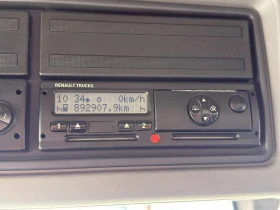 RENAULT TRUCKS
10 34 0km/h
h 892907.9km h
1 2